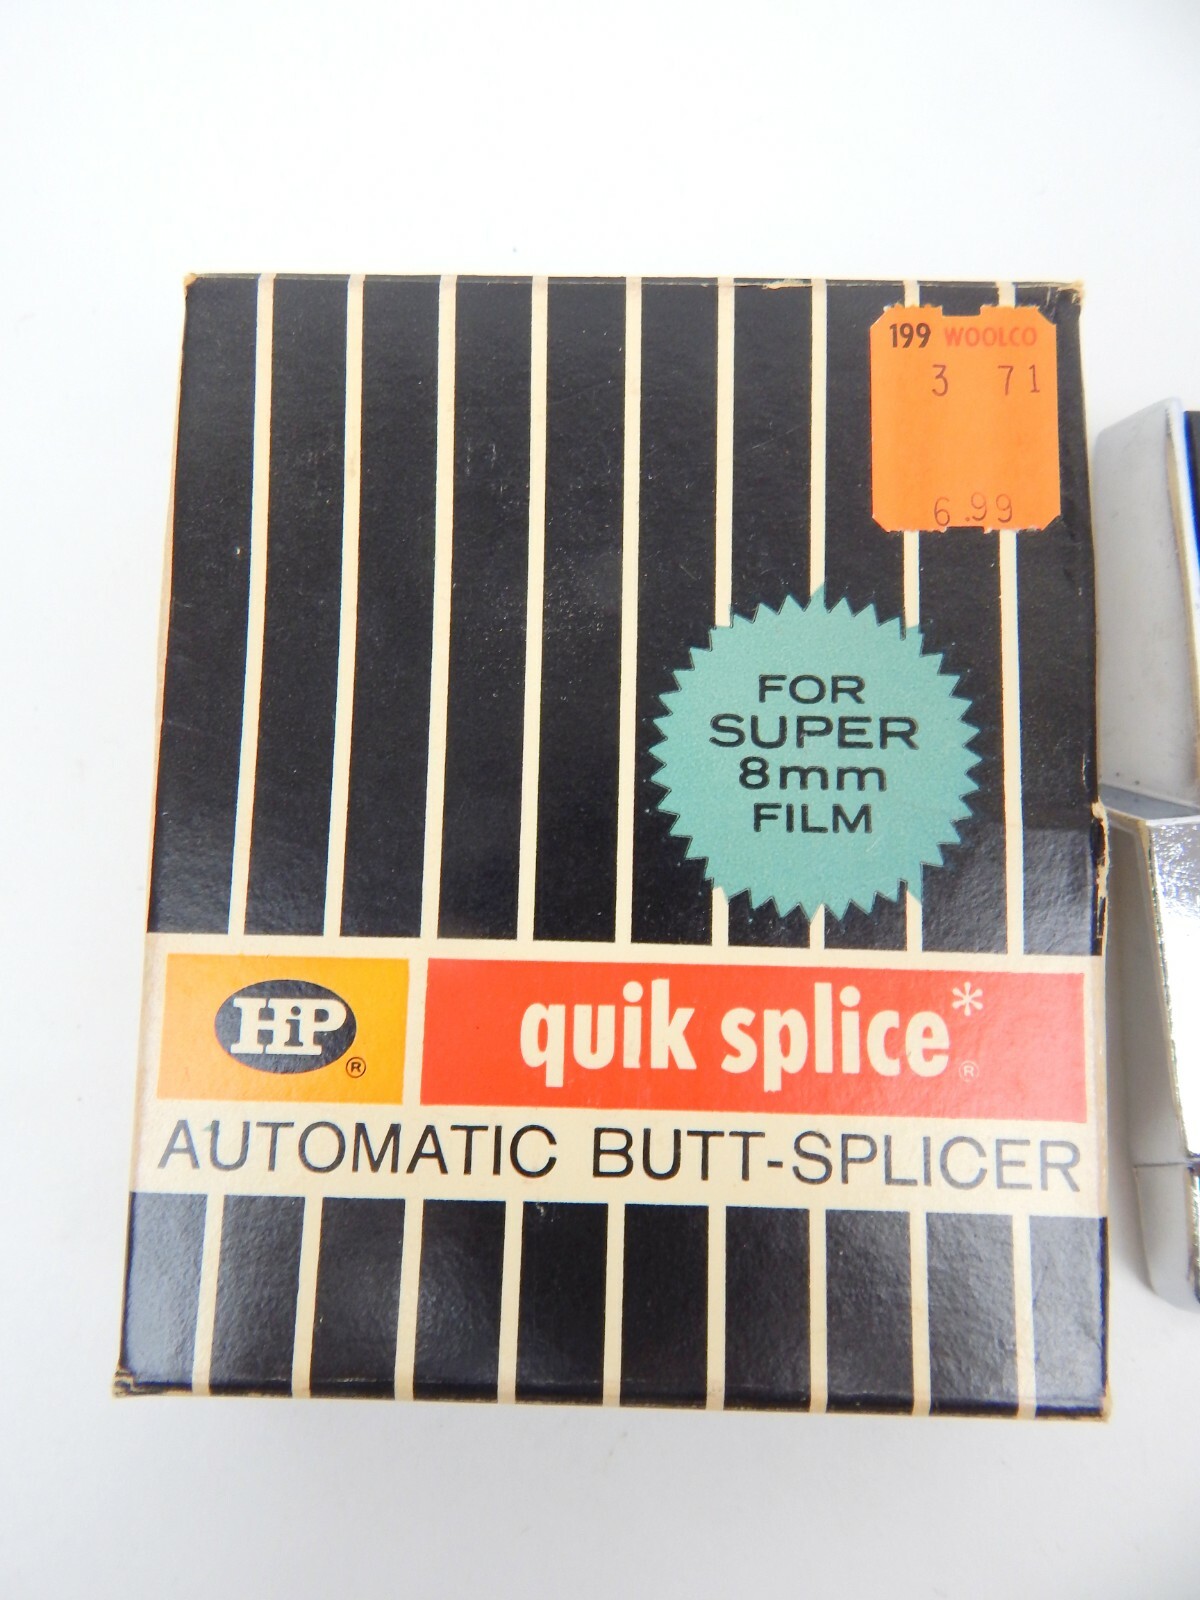 199 WOOLCO
3 71
6.99
FOR
SUPER
8mm
FILM
HiP®
quik splice*®
AUTOMATIC BUTT-SPLICER